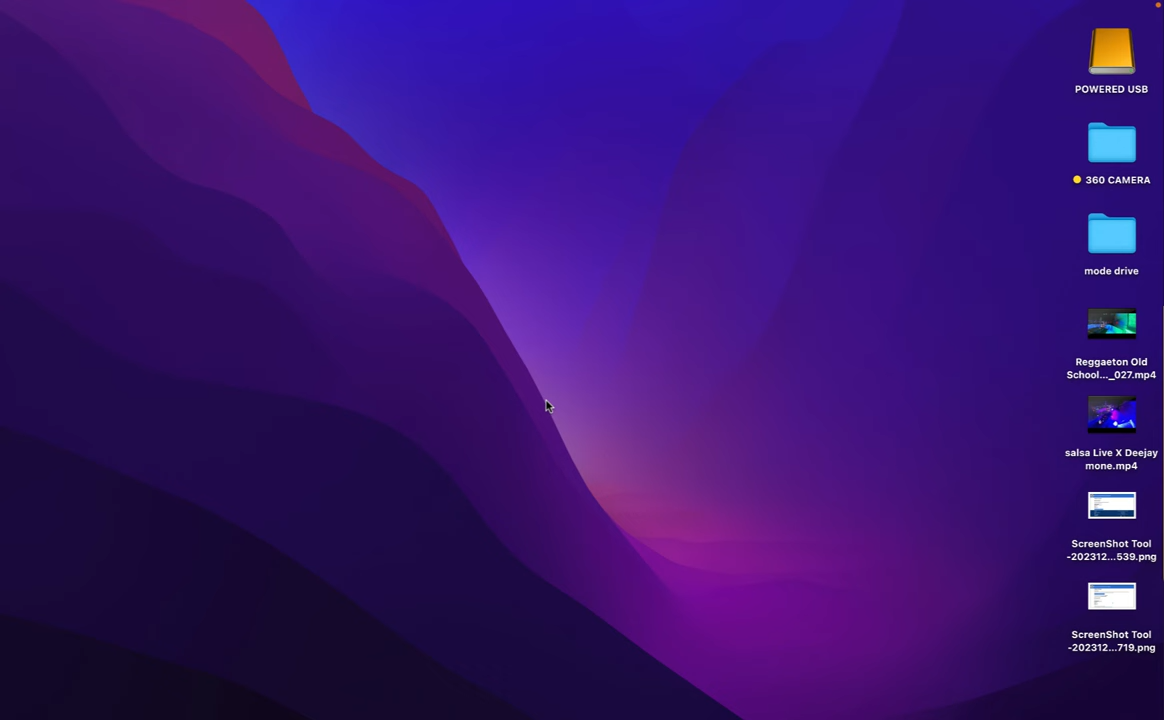 POWERED USB
360 CAMERA
mode drive
Reggaeton Old
School..._027.mp4
salsa Live X Deejay
mone.mp4
ScreenShot Tool
-202312...539.png
ScreenShot Tool
-202312...719.png